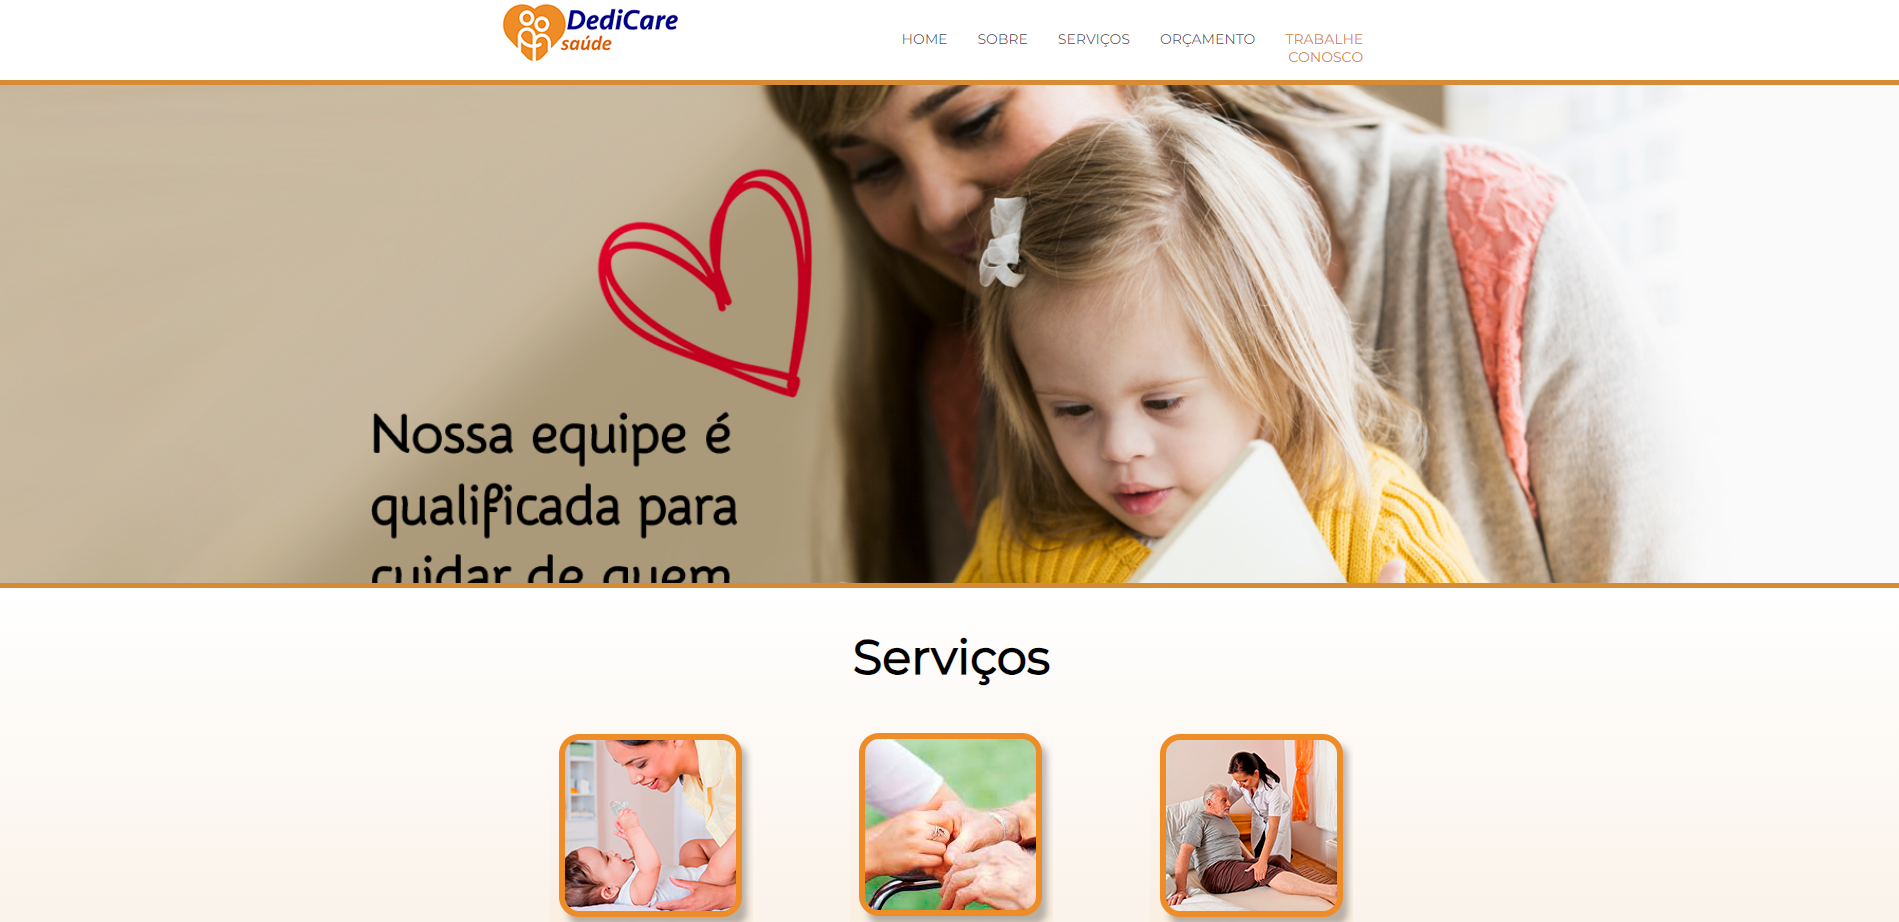 DediCare
saúde
HOME SOBRE SERVIÇOS ORÇAMENTO TRABALHE
CONOSCO
Nossa equipe é
qualificada para
cuidar de quem
Serviços